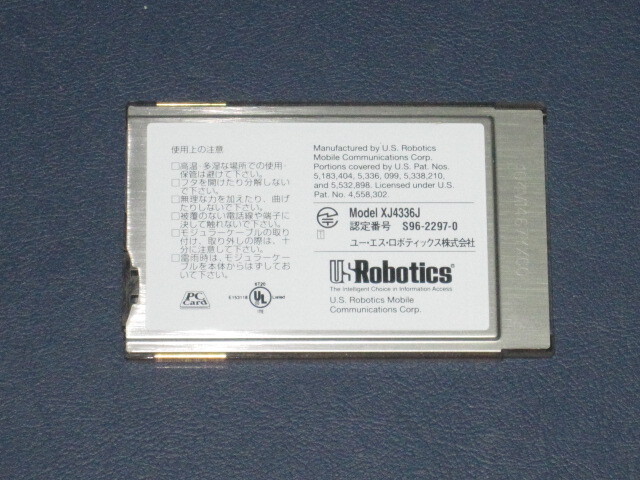 使用上の注意
□高温・多湿な場所での使用・
保管は避けて下さい。
□フタを開けたり分解しない
で下さい。
□無理な力を加えたり、曲げ
たりしないで下さい。
□被覆のない電話線や端子に
決して触れないで下さい。
□モジュラーケーブルの取り
付け、取り外しの際は、十
分に注意して下さい。
□雷雨時は、モジュラーケー
ブルを本体からはずしてお
いて下さい。
PC
Card
UL
Manufactured by U.S. Robotics
Mobile Communications Corp.
Portions covered by U.S. Pat. Nos.
5,183,404, 5,336, 099, 5,338,210,
and 5,532,898. Licensed under U.S.
Pat. No. 4,558,302.
Model XJ4336J
認定番号 S96-2297-0
ユー・エス・ロボティックス株式会社
USRobotics
The Intelligent Choice in Information Access
U.S. Robotics Mobile
Communications Corp.